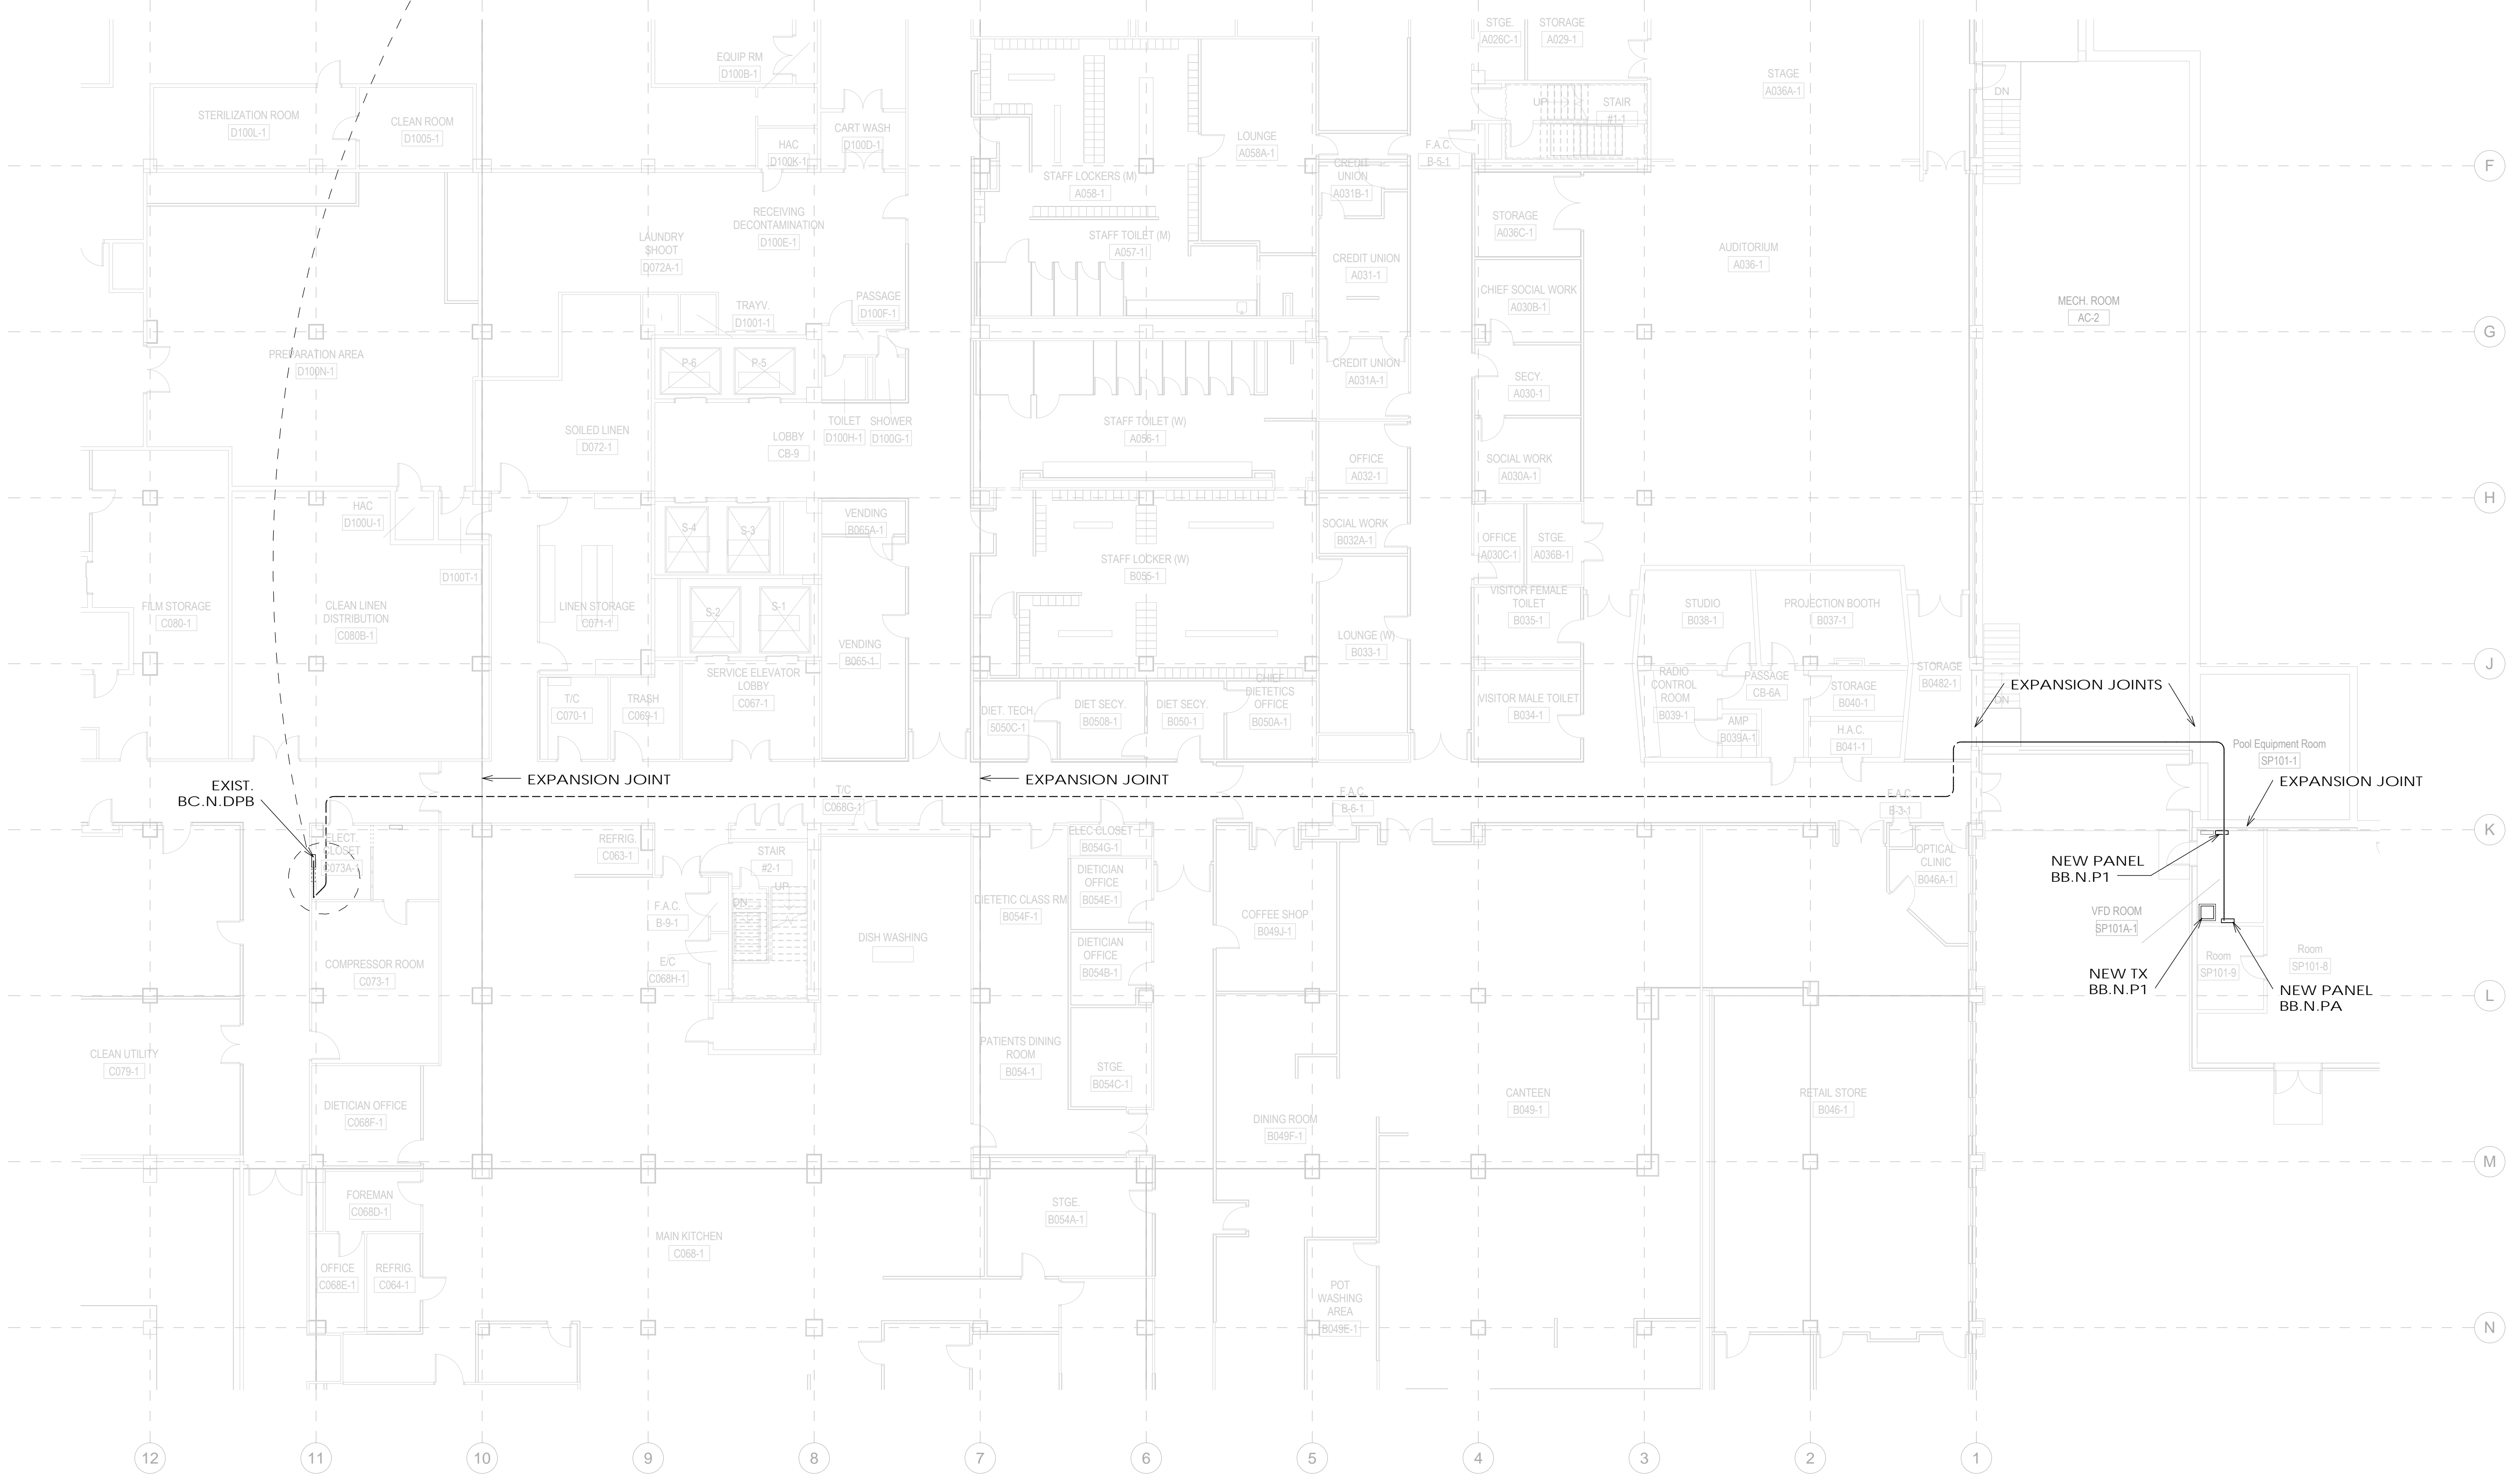 EQUIP RM
D100B-1
STGE.
A026C-1
STORAGE
A029-1
STAGE
A036A-1
DN
STERILIZATION ROOM
D100L-1
CLEAN ROOM
D1005-1
CART WASH
D100D-1
HAC
D100K-1
LOUNGE
A058A-1
UP
STAIR
#1-1
F.A.C.
B-5-1
F
STAFF LOCKERS (M)
A058-1
CREDIT
UNION
A031B-1
RECEIVING
DECONTAMINATION
D100E-1
LAUNDRY
SHOOT
D072A-1
STAFF TOILET (M)
A057-1
STORAGE
A036C-1
AUDITORIUM
A036-1
CREDIT UNION
A031-1
CHIEF SOCIAL WORK
A030B-1
MECH. ROOM
AC-2
TRAYV.
D1001-1
PASSAGE
D100F-1
G
PREPARATION AREA
D100N-1
P-6
P-5
CREDIT UNION
A031A-1
SECY.
A030-1
SOILED LINEN
D072-1
LOBBY
CB-9
TOILET
D100H-1
SHOWER
D100G-1
STAFF TOILET (W)
A056-1
OFFICE
A032-1
SOCIAL WORK
A030A-1
H
HAC
D100U-1
S-4
S-3
VENDING
B065A-1
SOCIAL WORK
B032A-1
OFFICE
A030C-1
STGE.
A036B-1
D100T-1
STAFF LOCKER (W)
B055-1
FILM STORAGE
C080-1
CLEAN LINEN
DISTRIBUTION
C080B-1
LINEN STORAGE
C071-1
S-2
S-1
VENDING
B065-1
LOUNGE (W)
B033-1
VISITOR FEMALE
TOILET
B035-1
STUDIO
B038-1
PROJECTION BOOTH
B037-1
J
T/C
C070-1
TRASH
C069-1
SERVICE ELEVATOR
LOBBY
C067-1
DIET. TECH.
5050C-1
DIET SECY.
B0508-1
DIET SECY.
B050-1
CHIEF
DIETETICS
OFFICE
B050A-1
VISITOR MALE TOILET
B034-1
RADIO
CONTROL
ROOM
B039-1
PASSAGE
CB-6A
STORAGE
B040-1
STORAGE
B0482-1
AMP
B039A-1
H.A.C.
B041-1
DN
EXPANSION JOINTS
Pool Equipment Room
SP101-1
EXPANSION JOINT
EXIST.
BC.N.DPB
EXPANSION JOINT
EXPANSION JOINT
T/C
C068G-1
F.A.C.
B-6-1
F.A.C.
B-3-1
K
ELECT.
CLOSET
C073A-1
REFRIG.
C063-1
STAIR
#2-1
UP
DN
ELEC CLOSET
B054G-1
DIETICIAN
OFFICE
B054E-1
OPTICAL
CLINIC
B046A-1
NEW PANEL
BB.N.P1
F.A.C.
B-9-1
DIETETIC CLASS RM
B054F-1
COFFEE SHOP
B049J-1
VFD ROOM
SP101A-1
DISH WASHING
COMPRESSOR ROOM
C073-1
E/C
C068H-1
DIETICIAN
OFFICE
B054B-1
Room
SP101-9
Room
SP101-8
NEW TX
BB.N.P1
NEW PANEL
BB.N.PA
L
CLEAN UTILITY
C079-1
PATIENTS DINING
ROOM
B054-1
STGE.
B054C-1
DIETICIAN OFFICE
C068F-1
DINING ROOM
B049F-1
CANTEEN
B049-1
RETAIL STORE
B046-1
M
FOREMAN
C068D-1
STGE.
B054A-1
MAIN KITCHEN
C068-1
OFFICE
C068E-1
REFRIG.
C064-1
POT
WASHING
AREA
B049E-1
N
12
11
10
9
8
7
6
5
4
3
2
1